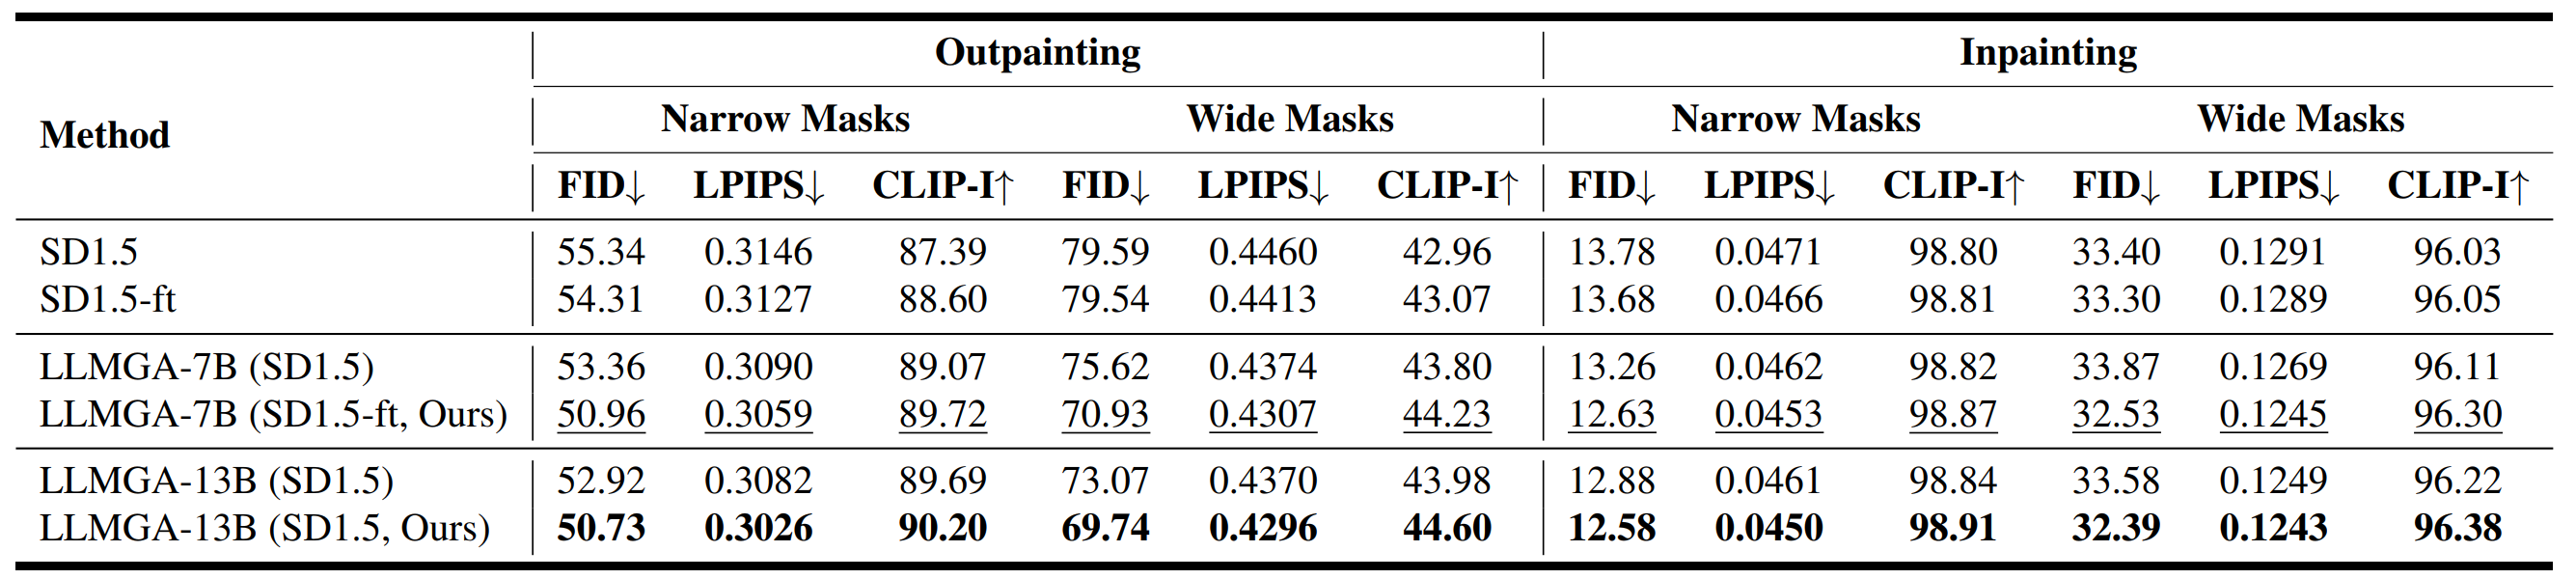 Outpainting Inpainting
Method Narrow Masks Wide Masks Narrow Masks Wide Masks
FID↓ LPIPS↓ CLIP-I↑ FID↓ LPIPS↓ CLIP-I↑ FID↓ LPIPS↓ CLIP-I↑ FID↓ LPIPS↓ CLIP-I↑
SD1.5 55.34 0.3146 87.39 79.59 0.4460 42.96 13.78 0.0471 98.80 33.40 0.1291 96.03
SD1.5-ft 54.31 0.3127 88.60 79.54 0.4413 43.07 13.68 0.0466 98.81 33.30 0.1289 96.05
LLMGA-7B (SD1.5) 53.36 0.3090 89.07 75.62 0.4374 43.80 13.26 0.0462 98.82 33.87 0.1269 96.11
LLMGA-7B (SD1.5-ft, Ours) 50.96 0.3059 89.72 70.93 0.4307 44.23 12.63 0.0453 98.87 32.53 0.1245 96.30
LLMGA-13B (SD1.5) 52.92 0.3082 89.69 73.07 0.4370 43.98 12.88 0.0461 98.84 33.58 0.1249 96.22
LLMGA-13B (SD1.5, Ours) 50.73 0.3026 90.20 69.74 0.4296 44.60 12.58 0.0450 98.91 32.39 0.1243 96.38